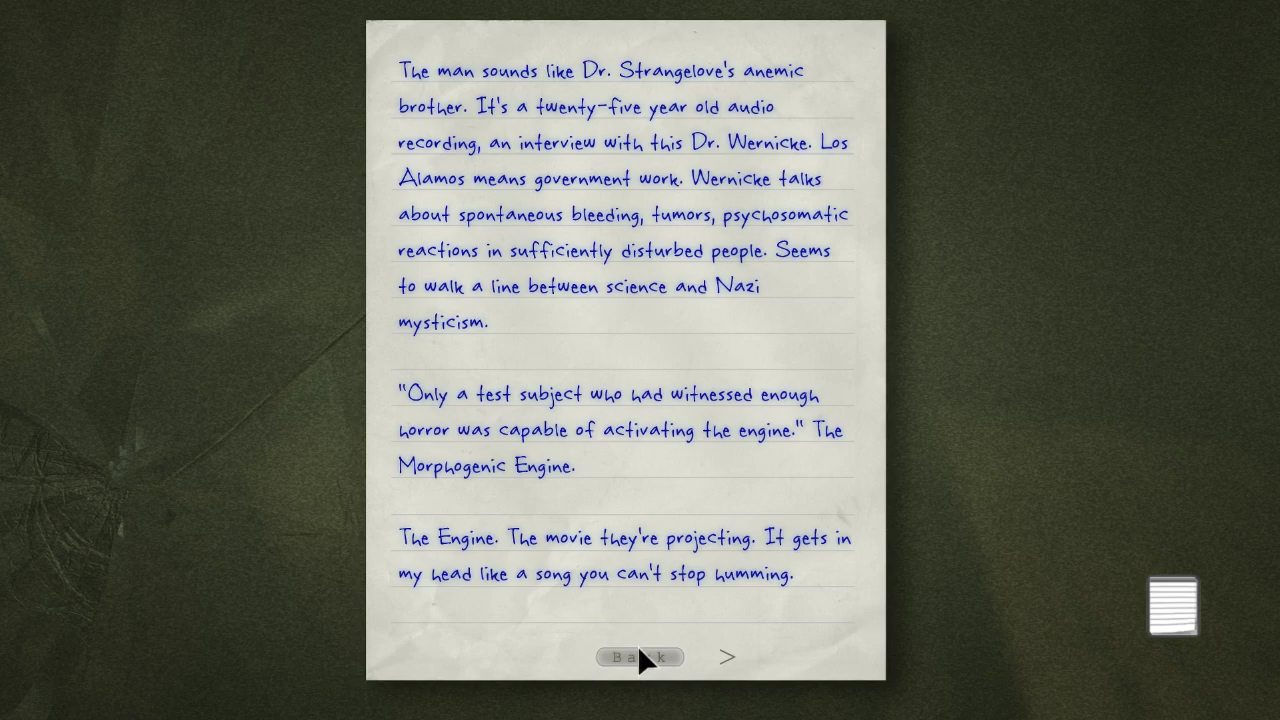 The man sounds like Dr. Strangelove's anemic
brother. It's a twenty-five year old audio
recording, an interview with this Dr. Wernicke. Los
Alamos means government work. Wernicke talks
about spontaneous bleeding, tumors, psychosomatic
reactions in sufficiently disturbed people. Seems
to walk a line between science and Nazi
mysticism.
"Only a test subject who had witnessed enough
horror was capable of activating the engine." The
Morphogenic Engine.
The Engine. The movie they're projecting. It gets in
my head like a song you can't stop humming.
Back >